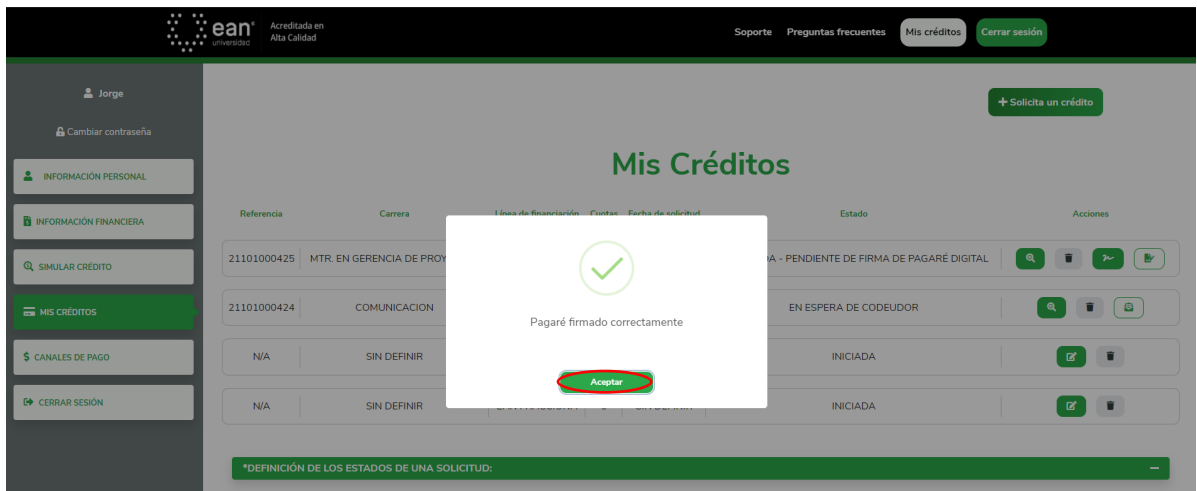 ean®
universidad
Acreditada en
Alta Calidad
Soporte Preguntas frecuentes Mis créditos Cerrar sesión
Jorge
Cambiar contraseña
INFORMACIÓN PERSONAL
INFORMACIÓN FINANCIERA
SIMULAR CRÉDITO
MIS CRÉDITOS
$ CANALES DE PAGO
CERRAR SESIÓN
+ Solicita un crédito
Mis Créditos
Referencia Carrera Línea de financiación Cuotas Fecha de solicitud Estado Acciones
21101000425 MTR. EN GERENCIA DE PROY - PENDIENTE DE FIRMA DE PAGARÉ DIGITAL
21101000424 COMUNICACION EN ESPERA DE CODEUDOR
N/A SIN DEFINIR INICIADA
N/A SIN DEFINIR INICIADA
Pagaré firmado correctamente
Aceptar
*DEFINICIÓN DE LOS ESTADOS DE UNA SOLICITUD: